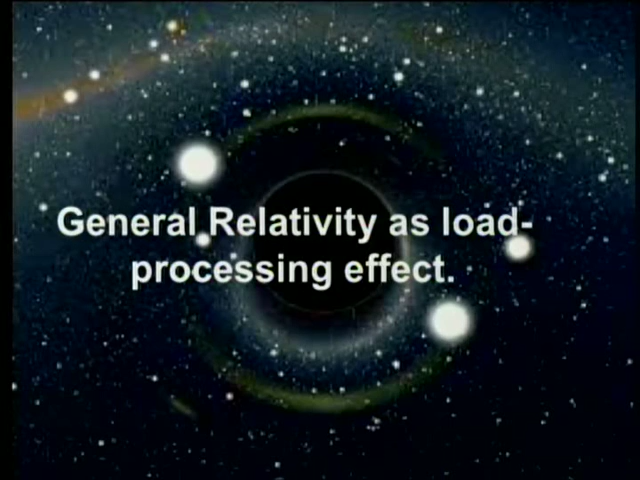 General Relativity as load-
processing effect.